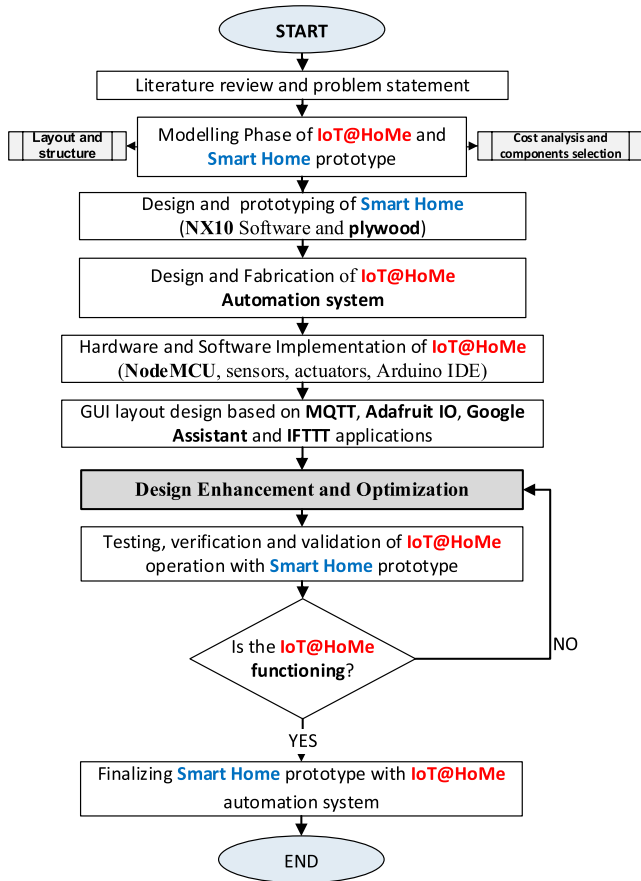 START
Literature review and problem statement
Layout and
structure
Modelling Phase of IoT@HoMe and
Smart Home prototype
Cost analysis and
components selection
Design and prototyping of Smart Home
(NX10 Software and plywood)
Design and Fabrication of IoT@HoMe
Automation system
Hardware and Software Implementation of IoT@HoMe
(NodeMCU, sensors, actuators, Arduino IDE)
GUI layout design based on MQTT, Adafruit IO, Google
Assistant and IFTTT applications
Design Enhancement and Optimization
Testing, verification and validation of IoT@HoMe
operation with Smart Home prototype
Is the IoT@HoMe
functioning?
NO
YES
Finalizing Smart Home prototype with IoT@HoMe
automation system
END